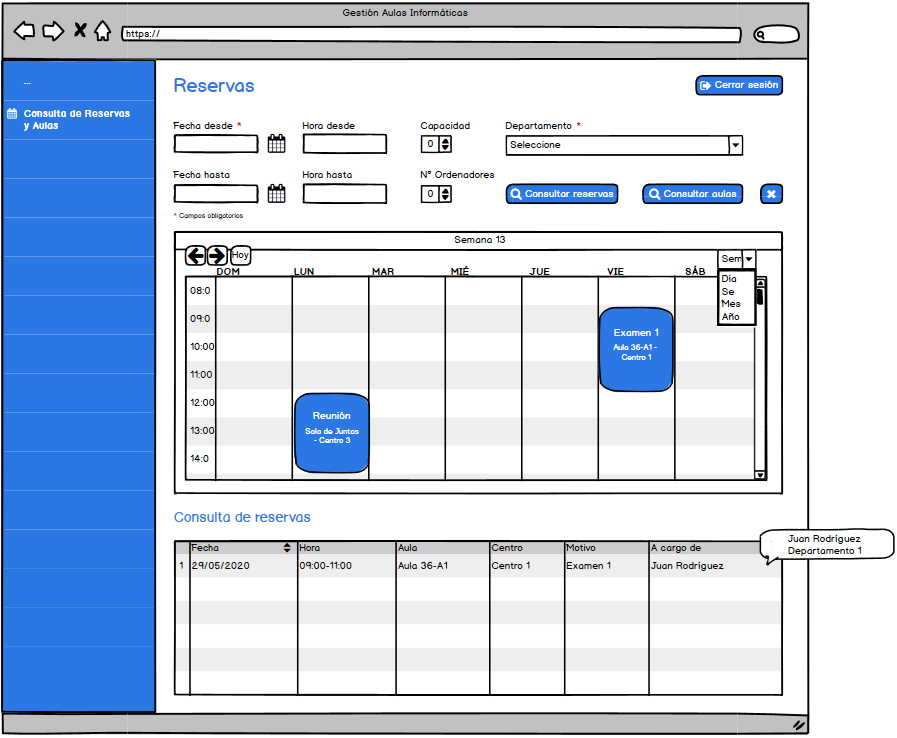 Gestión Aulas Informáticas
https://
...
Consulta de Reservas
y Aulas
Reservas
Cerrar sesión
Fecha desde *
Hora desde
Capacidad
Departamento *
0
Seleccione
Fecha hasta
Hora hasta
Nº Ordenadores
0
Consultar reservas
Consultar aulas
* Campos obligatorios
Semana 13
Hoy
Sem
DOM LUN MAR MIÉ JUE VIE SÁB
Día
Se
Mes
Año
08:0
09:0
10:00
11:00
12:00
13:00
14:0
Examen 1
Aula 36-A1 -
Centro 1
Reunión
Sala de Juntas
- Centro 3
Consulta de reservas
Juan Rodríguez
Departamento 1
Fecha Hora Aula Centro Motivo A cargo de
1 29/05/2020 09:00-11:00 Aula 36-A1 Centro 1 Examen 1 Juan Rodríguez